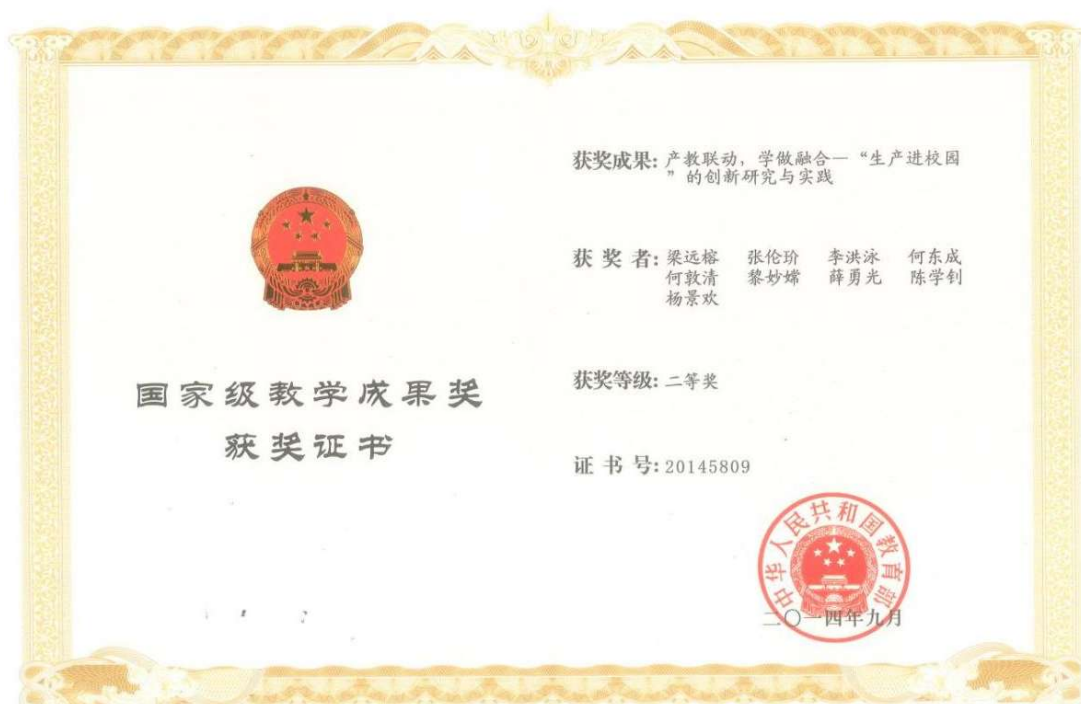 国家级教学成果奖
获奖证书
获奖成果: 产教联动, 学做融合—“生产进校园
”的创新研究与实践
获 奖 者: 梁远榕 张伦玠 李洪泳 何东成
何敦清 黎妙嫦 薛勇光 陈学钊
杨景欢
获奖等级: 二等奖
证 书 号: 20145809
中华人民共和国教育部
二〇一四年九月